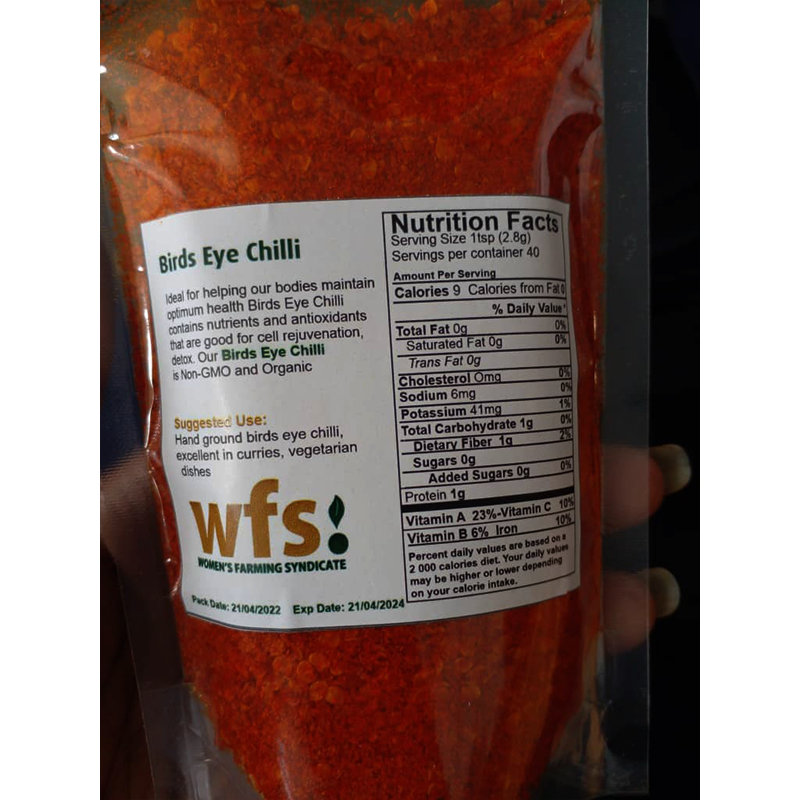 Birds Eye Chilli
Ideal for helping our bodies maintain
optimum health Birds Eye Chilli
contains nutrients and antioxidants
that are good for cell rejuvenation,
detox. Our Birds Eye Chilli
is Non-GMO and Organic
Suggested Use:
Hand ground birds eye chilli,
excellent in curries, vegetarian
dishes
wfs!
WOMEN'S FARMING SYNDICATE
Pack Date: 21/04/2022 Exp Date: 21/04/2024
Nutrition Facts
Serving Size 1tsp (2.8g)
Servings per container 40
Amount Per Serving
Calories 9 Calories from Fat 0
% Daily Value*
Total Fat 0g 0%
Saturated Fat 0g 0%
Trans Fat 0g
Cholesterol 0mg 0%
Sodium 6mg 0%
Potassium 41mg 1%
Total Carbohydrate 1g 0%
Dietary Fiber 1g 2%
Sugars 0g
Added Sugars 0g 0%
Protein 1g
Vitamin A 23%-Vitamin C 10%
Vitamin B 6% Iron 10%
Percent daily values are based on a
2 000 calories diet. Your daily values
may be higher or lower depending
on your calorie intake.